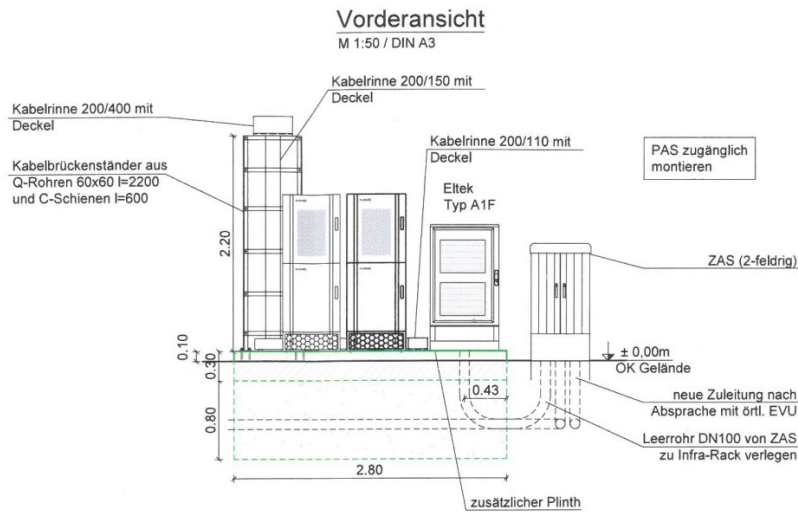 Vorderansicht
M 1:50 / DIN A3
Kabelrinne 200/150 mit
Deckel
Kabelrinne 200/400 mit
Deckel
Kabelrinne 200/110 mit
Deckel
PAS zugänglich
montieren
Kabelbrückenständer aus
Q-Rohren 60x60 l=2200
und C-Schienen l=600
Eltek
Typ A1F
2.20
ZAS (2-feldrig)
0.10
± 0,00m
OK Gelände
0.30
0.43
neue Zuleitung nach
Absprache mit örtl. EVU
0.80
Leerrohr DN100 von ZAS
zu Infra-Rack verlegen
2.80
zusätzlicher Plinth